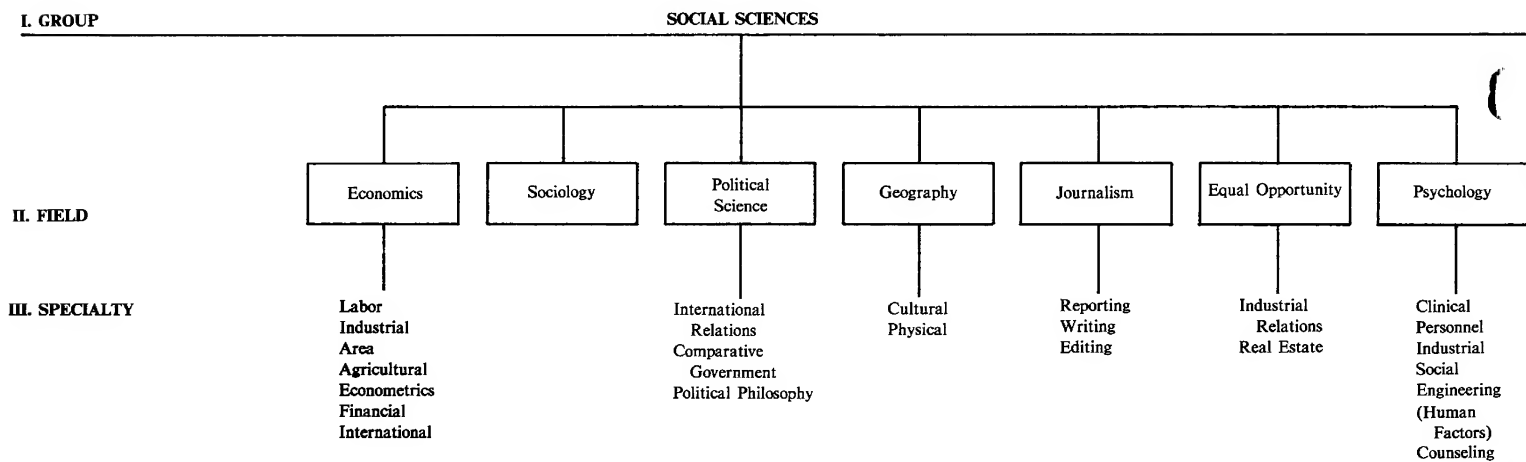 I. GROUP
SOCIAL SCIENCES
II. FIELD
Economics
Sociology
Political
Science
Geography
Journalism
Equal Opportunity
Psychology
III. SPECIALTY
Labor
Industrial
Area
Agricultural
Econometrics
Financial
International
International
Relations
Comparative
Government
Political Philosophy
Cultural
Physical
Reporting
Writing
Editing
Industrial
Relations
Real Estate
Clinical
Personnel
Industrial
Social
Engineering
(Human
Factors)
Counseling